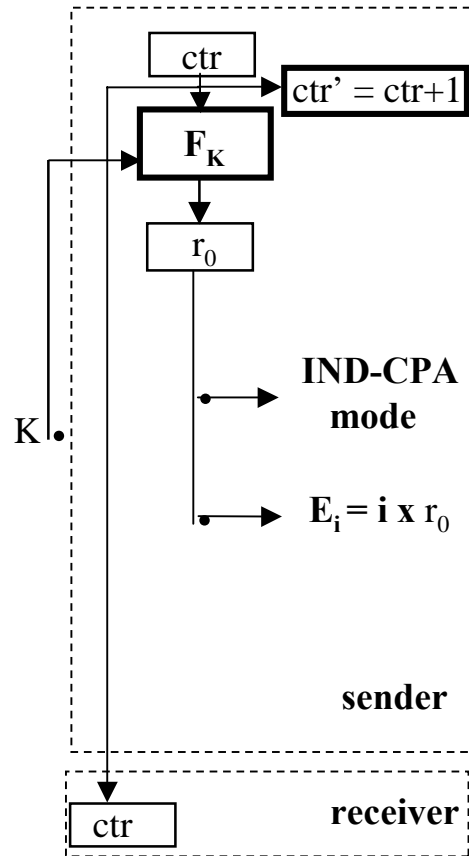 ctr
ctr’ = ctr+1
F_K
r_0
IND-CPA
mode
K
E_i = i x r_0
sender
receiver
ctr